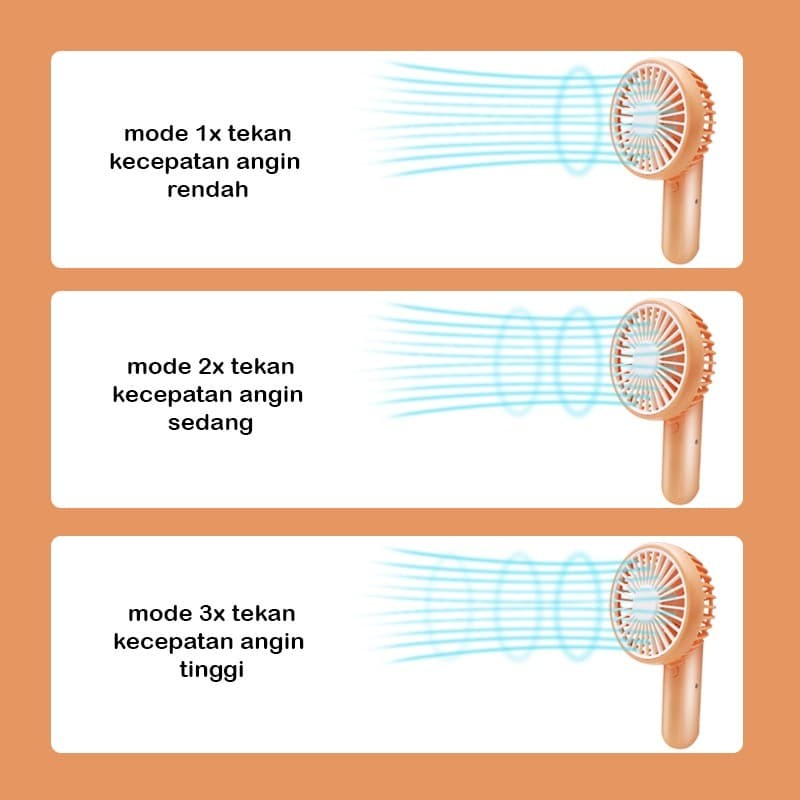 mode 1x tekan
kecepatan angin
rendah
mode 2x tekan
kecepatan angin
sedang
mode 3x tekan
kecepatan angin
tinggi